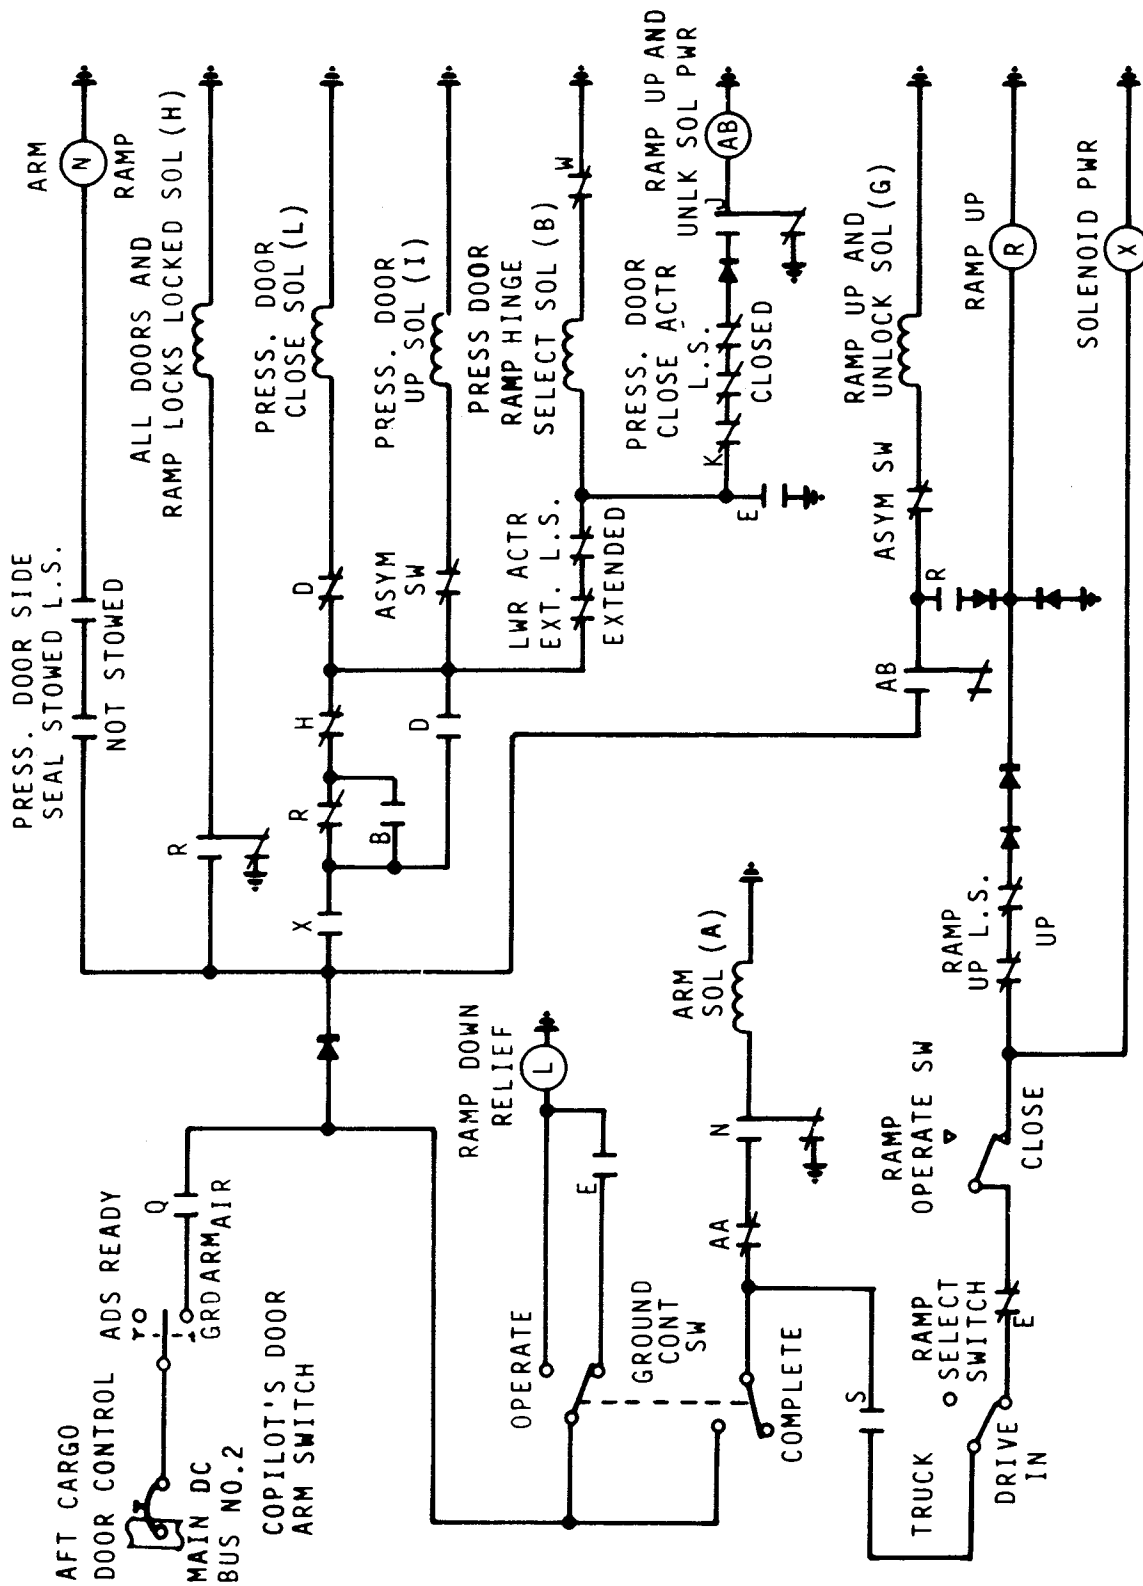 AFT CARGO
DOOR CONTROL
MAIN DC
BUS NO.2
COPILOT'S DOOR
ARM SWITCH
ADS READY
GRD ARM AIR
Q
PRESS. DOOR SIDE
SEAL STOWED L.S.
NOT STOWED
ARM
N
RAMP
ALL DOORS AND
RAMP LOCKS LOCKED SOL (H)
R
PRESS. DOOR
CLOSE SOL (L)
X
R
H
D
B
D
PRESS. DOOR
UP SOL (I)
ASYM
SW
PRESS DOOR
RAMP HINGE
SELECT SOL (B)
LWR ACTR
EXT. L.S.
EXTENDED
W
PRESS. DOOR
CLOSE ACTR
L.S.
CLOSED
K
E
RAMP UP AND
UNLK SOL PWR
J
AB
RAMP DOWN
RELIEF
L
OPERATE
E
GROUND
CONT
SW
COMPLETE
ARM
SOL (A)
AA
N
S
RAMP UP AND
UNLOCK SOL (G)
ASYM SW
AB
R
RAMP UP
R
RAMP
UP L.S.
UP
RAMP
OPERATE SW
CLOSE
TRUCK
RAMP
SELECT
SWITCH
DRIVE
IN
E
SOLENOID PWR
X